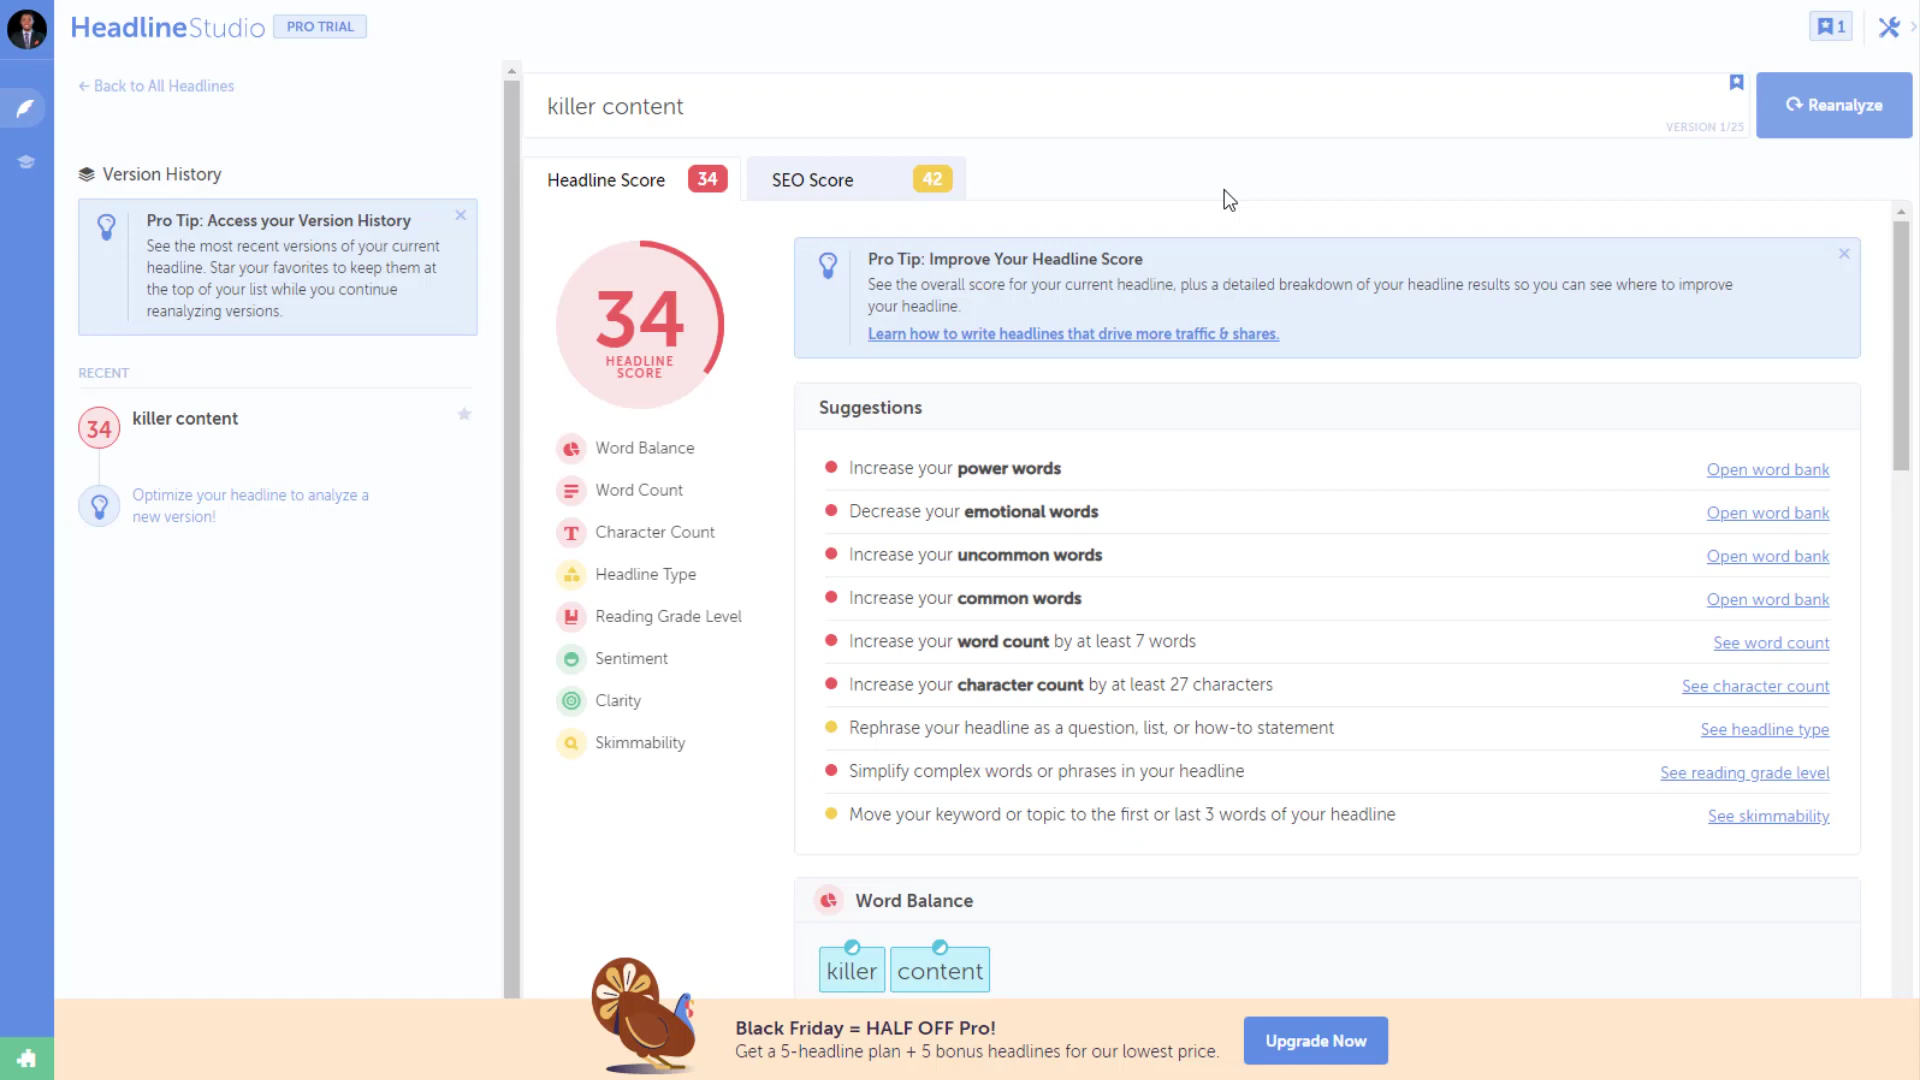 HeadlineStudio PRO TRIAL
1
← Back to All Headlines
Version History
Pro Tip: Access your Version History
See the most recent versions of your current
headline. Star your favorites to keep them at
the top of your list while you continue
reanalyzing versions.
RECENT
34 killer content
Optimize your headline to analyze a
new version!
killer content
VERSION 1/25
Reanalyze
Headline Score 34
SEO Score 42
34
HEADLINE
SCORE
Word Balance
Word Count
Character Count
Headline Type
Reading Grade Level
Sentiment
Clarity
Skimmability
Pro Tip: Improve Your Headline Score
See the overall score for your current headline, plus a detailed breakdown of your headline results so you can see where to improve
your headline.
Learn how to write headlines that drive more traffic & shares.
Suggestions
Increase your power words Open word bank
Decrease your emotional words Open word bank
Increase your uncommon words Open word bank
Increase your common words Open word bank
Increase your word count by at least 7 words See word count
Increase your character count by at least 27 characters See character count
Rephrase your headline as a question, list, or how-to statement See headline type
Simplify complex words or phrases in your headline See reading grade level
Move your keyword or topic to the first or last 3 words of your headline See skimmability
Word Balance
killer content
Black Friday = HALF OFF Pro!
Get a 5-headline plan + 5 bonus headlines for our lowest price.
Upgrade Now